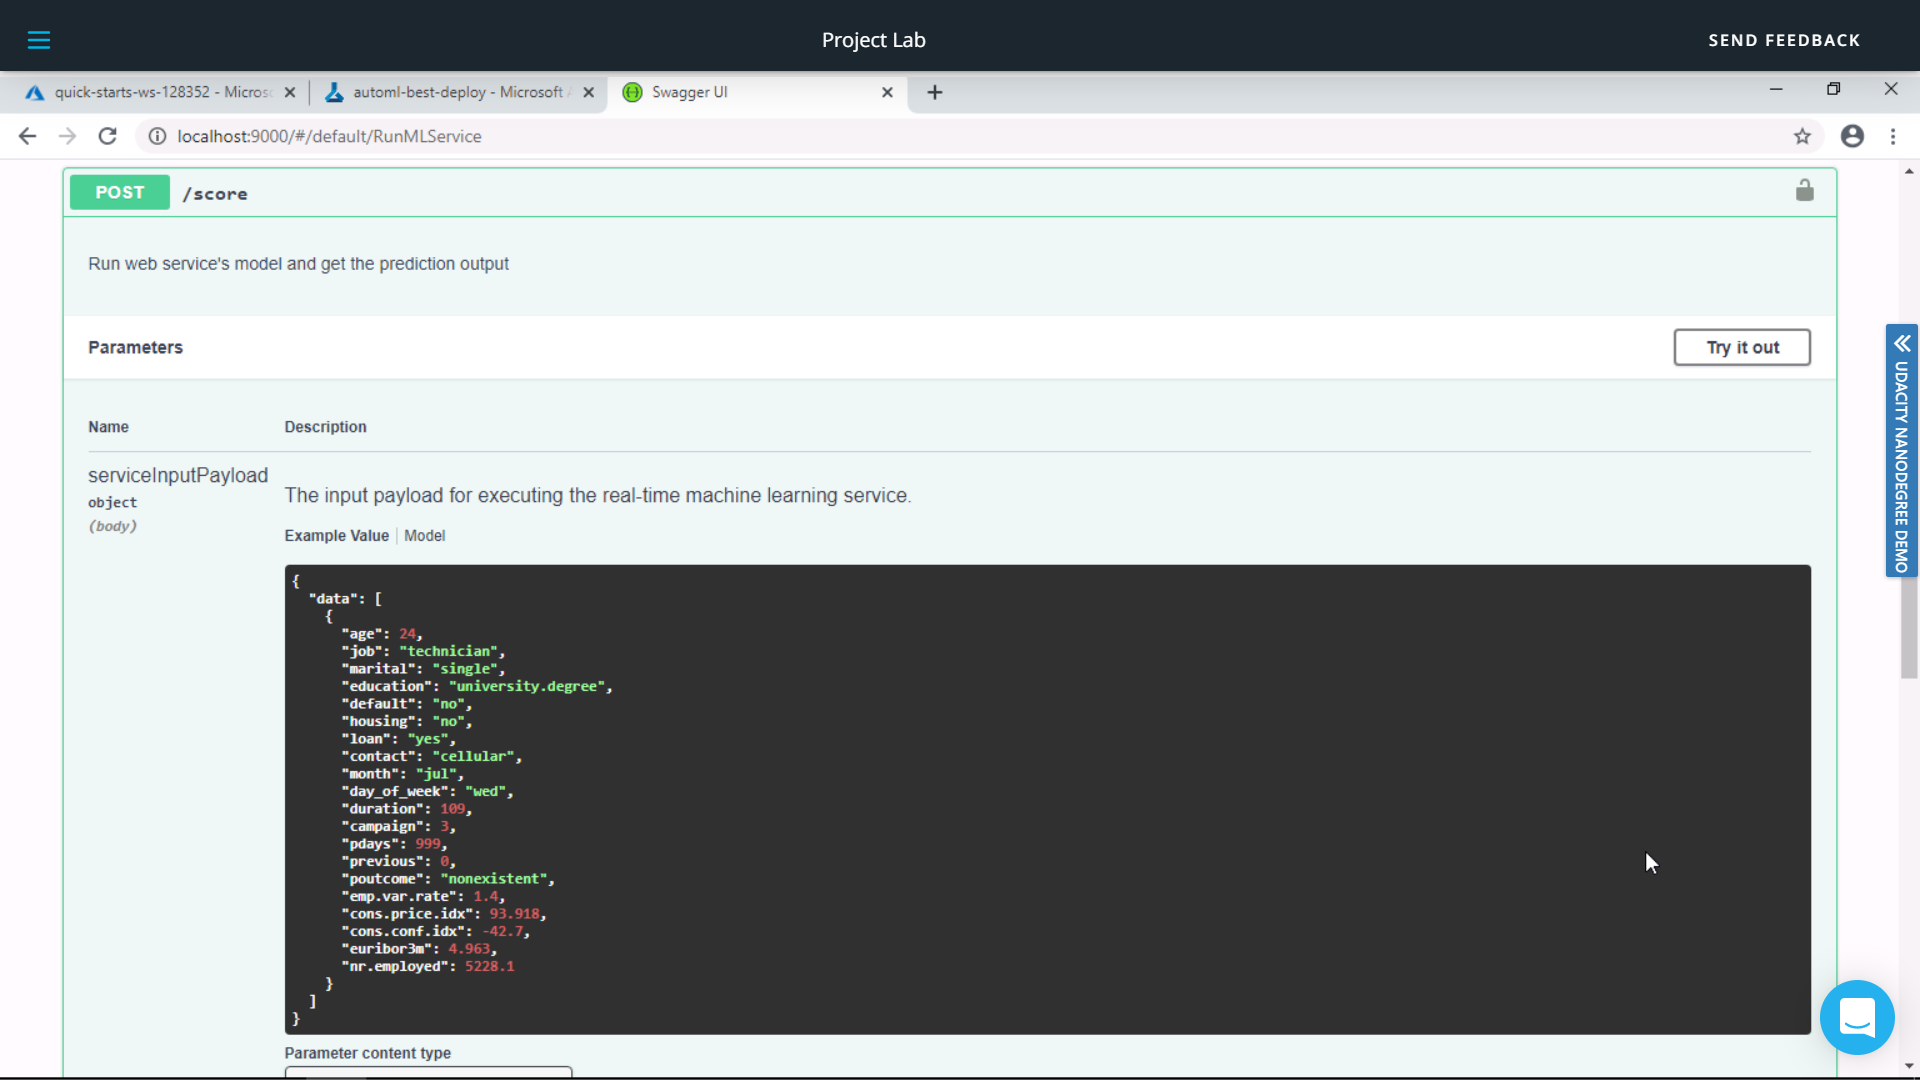 Project Lab
SEND FEEDBACK
quick-starts-ws-128352 - Micros
automl-best-deploy - Microsoft
Swagger UI
localhost:9000/#/default/RunMLService
POST /score
Run web service's model and get the prediction output
Parameters
Try it out
UDACITY NANODEGREE DEMO
Name Description
serviceInputPayload
object
(body)
The input payload for executing the real-time machine learning service.
Example Value Model
{
"data": [
{
"age": 24,
"job": "technician",
"marital": "single",
"education": "university.degree",
"default": "no",
"housing": "no",
"loan": "yes",
"contact": "cellular",
"month": "jul",
"day_of_week": "wed",
"duration": 109,
"campaign": 3,
"pdays": 999,
"previous": 0,
"poutcome": "nonexistent",
"emp.var.rate": 1.4,
"cons.price.idx": 93.918,
"cons.conf.idx": -42.7,
"euribor3m": 4.963,
"nr.employed": 5228.1
}
]
}
Parameter content type